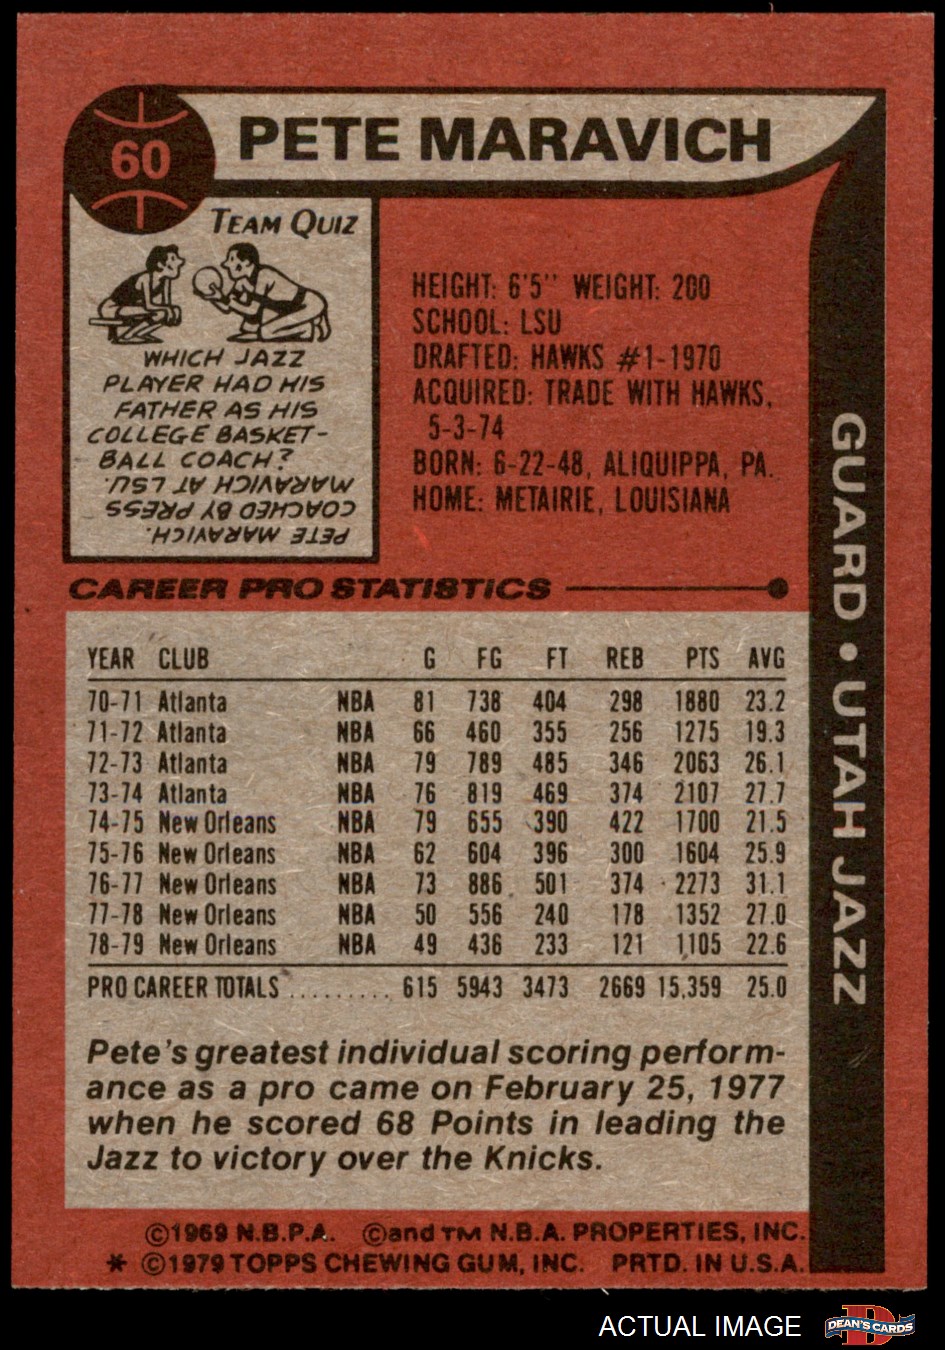 60
PETE MARAVICH
TEAM QUIZ
WHICH JAZZ
PLAYER HAD HIS
FATHER AS HIS
COLLEGE BASKET-
BALL COACH?
PETE MARAVICH.
COACHED BY PRESS
MARAVICH AT LSU.
HEIGHT: 6'5" WEIGHT: 200
SCHOOL: LSU
DRAFTED: HAWKS #1-1970
ACQUIRED: TRADE WITH HAWKS,
5-3-74
BORN: 6-22-48, ALIQUIPPA, PA.
HOME: METAIRIE, LOUISIANA
GUARD • UTAH JAZZ
CAREER PRO STATISTICS
YEAR CLUB G FG FT REB PTS AVG
70-71 Atlanta NBA 81 738 404 298 1880 23.2
71-72 Atlanta NBA 66 460 355 256 1275 19.3
72-73 Atlanta NBA 79 789 485 346 2063 26.1
73-74 Atlanta NBA 76 819 469 374 2107 27.7
74-75 New Orleans NBA 79 655 390 422 1700 21.5
75-76 New Orleans NBA 62 604 396 300 1604 25.9
76-77 New Orleans NBA 73 886 501 374 2273 31.1
77-78 New Orleans NBA 50 556 240 178 1352 27.0
78-79 New Orleans NBA 49 436 233 121 1105 22.6
PRO CAREER TOTALS .......... 615 5943 3473 2669 15,359 25.0
Pete's greatest individual scoring perform-
ance as a pro came on February 25, 1977
when he scored 68 Points in leading the
Jazz to victory over the Knicks.
©1969 N.B.P.A. ©and TM N.B.A. PROPERTIES, INC.
* ©1979 TOPPS CHEWING GUM, INC. PRTD. IN U.S.A.
ACTUAL IMAGE
DEAN'S CARDS